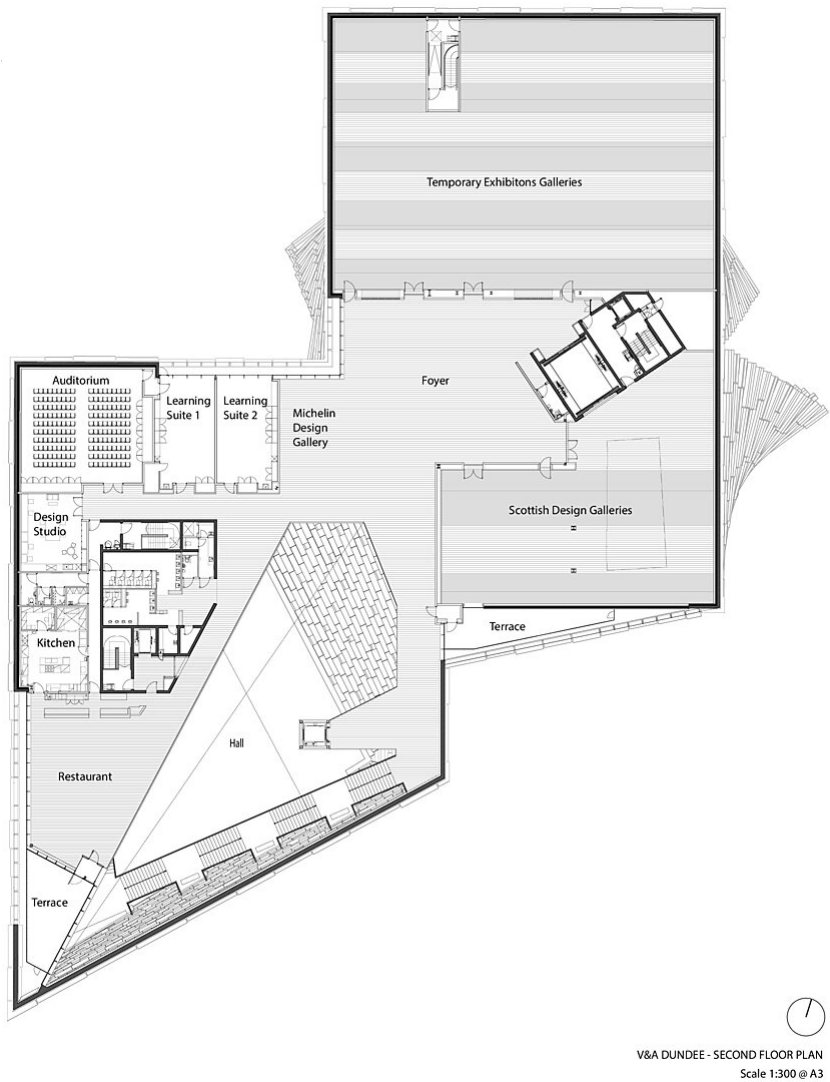 Temporary Exhibitons Galleries
Auditorium
Learning
Suite 1
Learning
Suite 2
Foyer
Michelin
Design
Gallery
Design
Studio
Scottish Design Galleries
Terrace
Kitchen
Hall
Restaurant
Terrace
V&A DUNDEE - SECOND FLOOR PLAN
Scale 1:300 @ A3